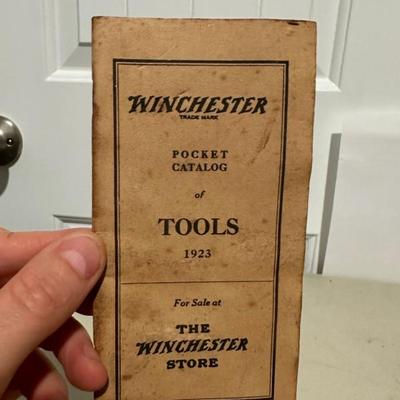 WINCHESTER
TRADE MARK
POCKET
CATALOG
of
TOOLS
1923
For Sale at
THE
WINCHESTER
STORE